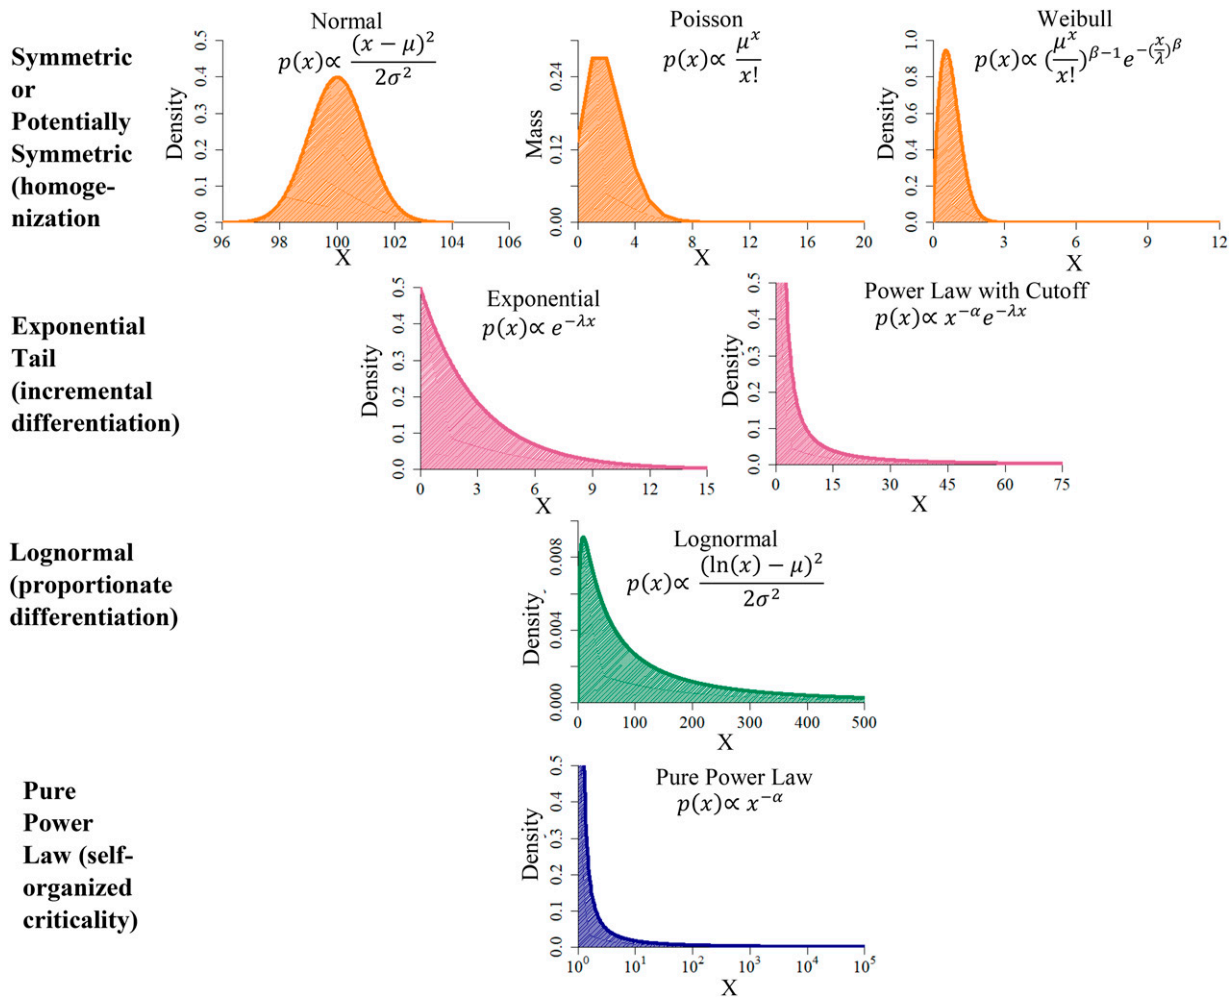 Symmetric
or
Potentially
Symmetric
(homoge-
nization
Normal
p(x)∝ (x − μ)² / 2σ²
Density
0.0 0.1 0.2 0.3 0.4 0.5
96 98 100 102 104 106
X
Poisson
p(x)∝ μˣ / x!
Mass
0.00 0.12 0.24
0 4 8 12 16 20
X
Weibull
p(x)∝ (μˣ / x!)^β−1 e^−(x/λ)β
Density
0.0 0.2 0.4 0.6 0.8 1.0
0 3 6 9 12
X
Exponential
Tail
(incremental
differentiation)
Exponential
p(x)∝ e^−λx
Density
0.0 0.1 0.2 0.3 0.4 0.5
0 3 6 9 12 15
X
Power Law with Cutoff
p(x)∝ x^−α e^−λx
Density
0.0 0.1 0.2 0.3 0.4 0.5
0 15 30 45 60 75
X
Lognormal
(proportionate
differentiation)
Lognormal
p(x)∝ (ln(x) − μ)² / 2σ²
Density
0.000 0.004 0.008
0 100 200 300 400 500
X
Pure
Power
Law (self-
organized
criticality)
Pure Power Law
p(x)∝ x^−α
Density
0.0 0.1 0.2 0.3 0.4 0.5
10⁰ 10¹ 10² 10³ 10⁴ 10⁵
X